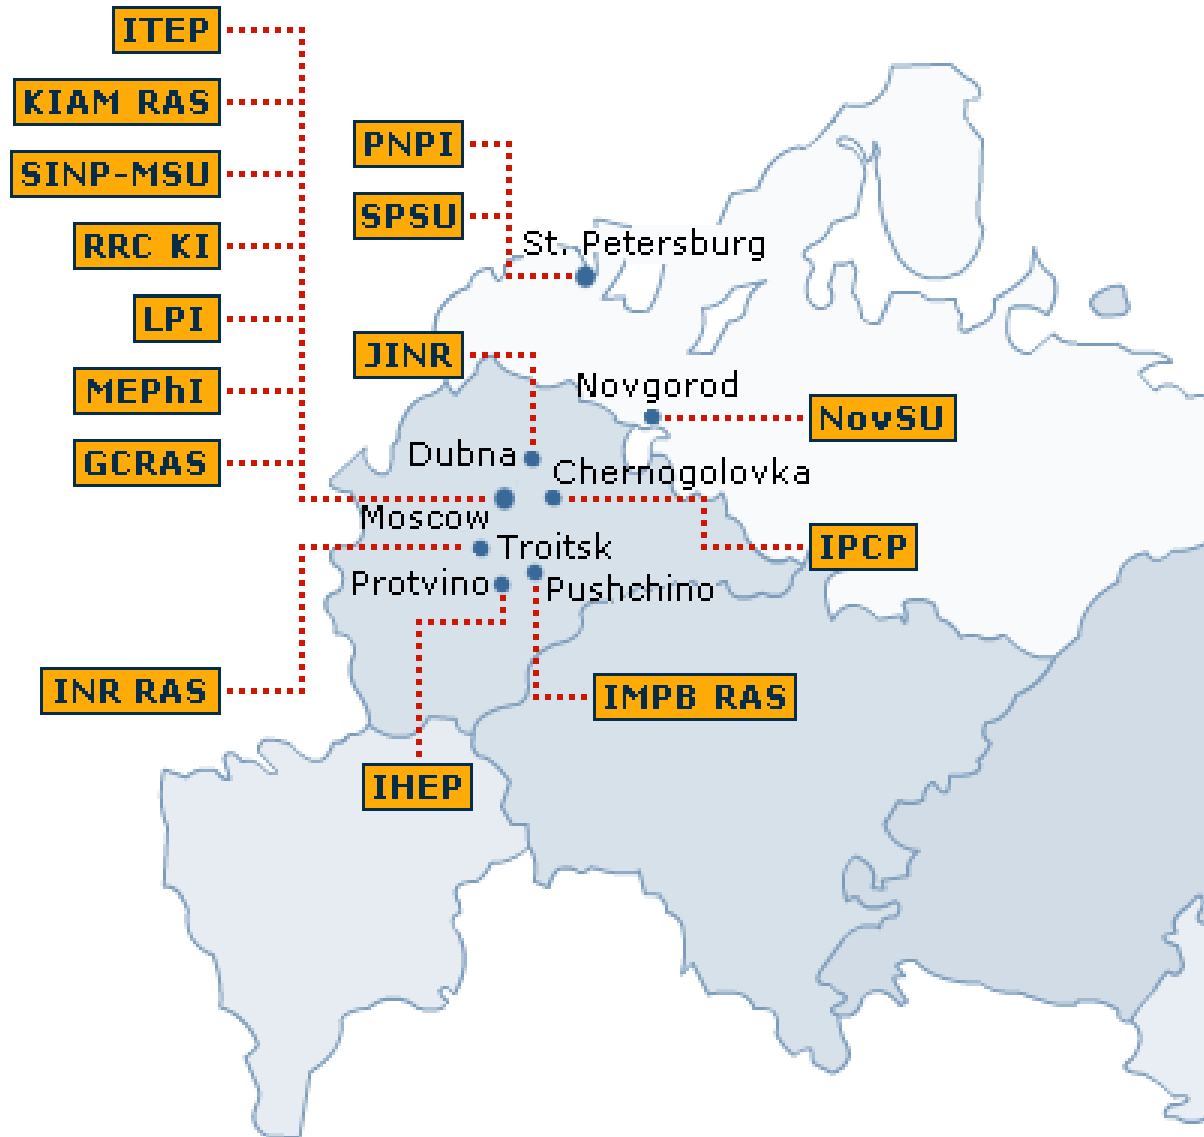 ITEP
KIAM RAS
SINP-MSU
RRC KI
LPI
MEPhI
GCRAS
PNPI
SPSU
St. Petersburg
JINR
Novgorod
NovSU
Dubna
Chernogolovka
Moscow
IPCP
Troitsk
Protvino
Pushchino
INR RAS
IMPB RAS
IHEP